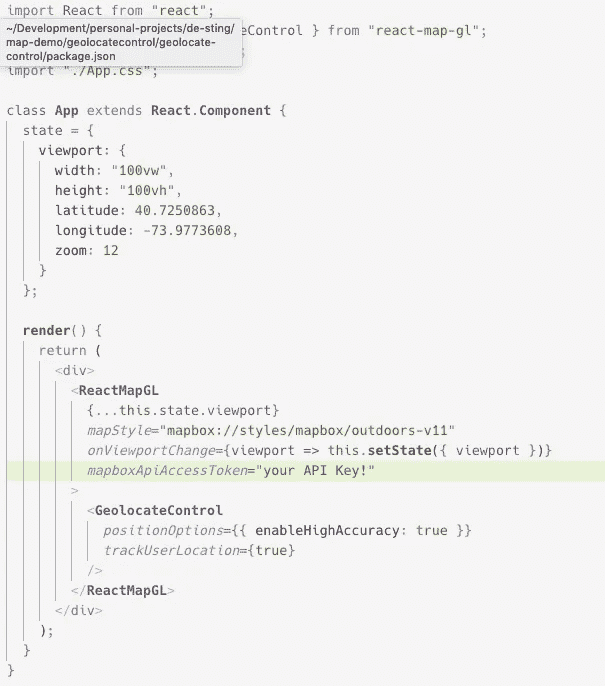 import React from "react";
~/Development/personal-projects/de-sting/
map-demo/geolocatecontrol/geolocate-
control/package.json
eControl } from "react-map-gl";
;
import "./App.css";
class App extends React.Component {
state = {
viewport: {
width: "100vw",
height: "100vh",
latitude: 40.7250863,
longitude: -73.9773608,
zoom: 12
}
};
render() {
return (
<div>
<ReactMapGL
{...this.state.viewport}
mapStyle="mapbox://styles/mapbox/outdoors-v11"
onViewportChange={viewport => this.setState({ viewport })}
mapboxApiAccessToken="your API Key!"
>
<GeolocateControl
positionOptions={{ enableHighAccuracy: true }}
trackUserLocation={true}
/>
</ReactMapGL>
</div>
);
}
}